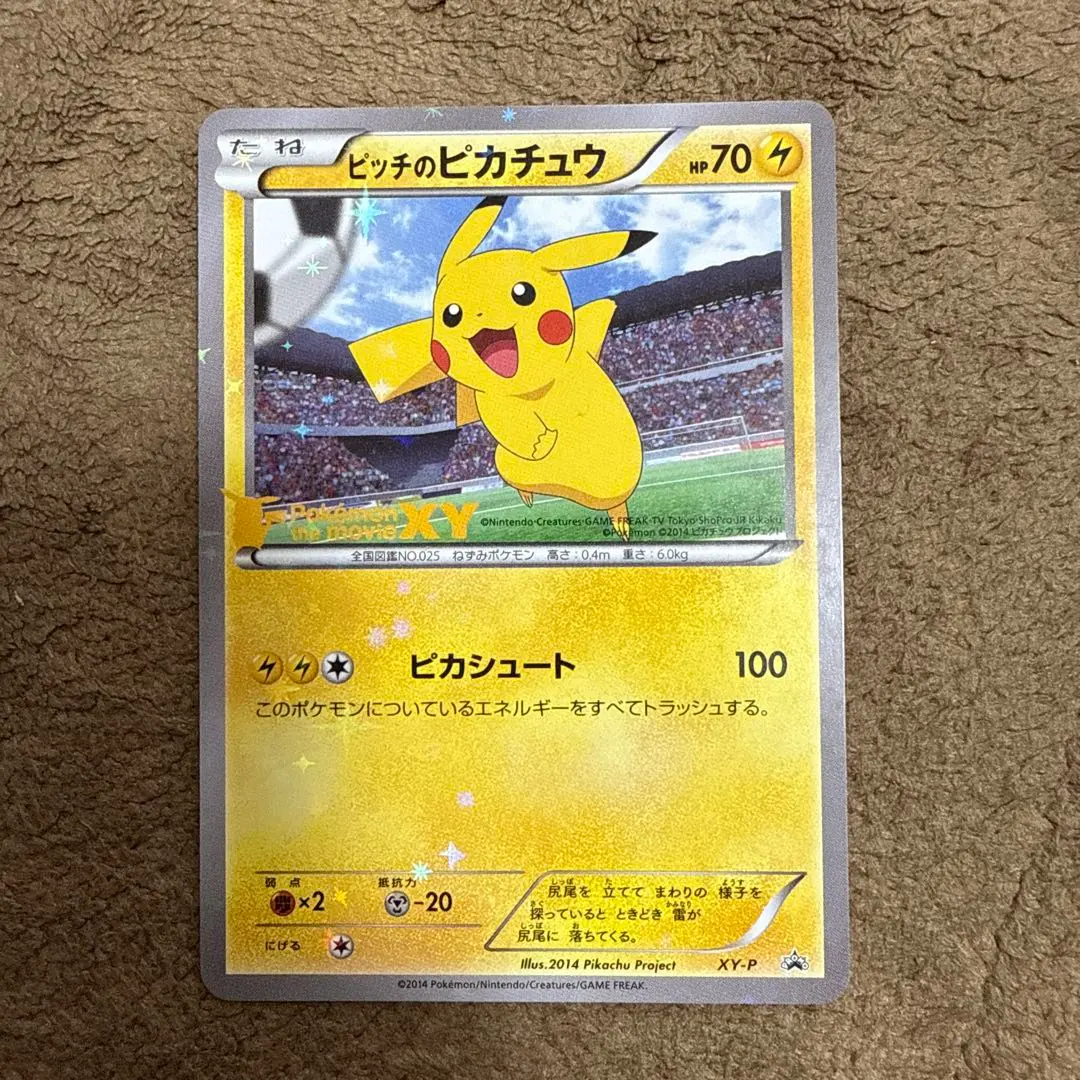 たね
ピッチのピカチュウ
HP70
Pokémon
the movie XY
©Nintendo·Creatures·GAME FREAK·TV Tokyo·ShoPro·JR Kikaku
©Pokémon ©2014 ピカチュウプロジェクト
全国図鑑NO.025 ねずみポケモン 高さ:0.4m 重さ:6.0kg
ピカシュート 100
このポケモンについているエネルギーをすべてトラッシュする。
弱点 抵抗力
×2 -20
にげる
尻尾を 立てて まわりの 様子を
探っていると ときどき 雷が
尻尾に 落ちてくる。
Illus.2014 Pikachu Project XY-P
©2014 Pokémon/Nintendo/Creatures/GAME FREAK.